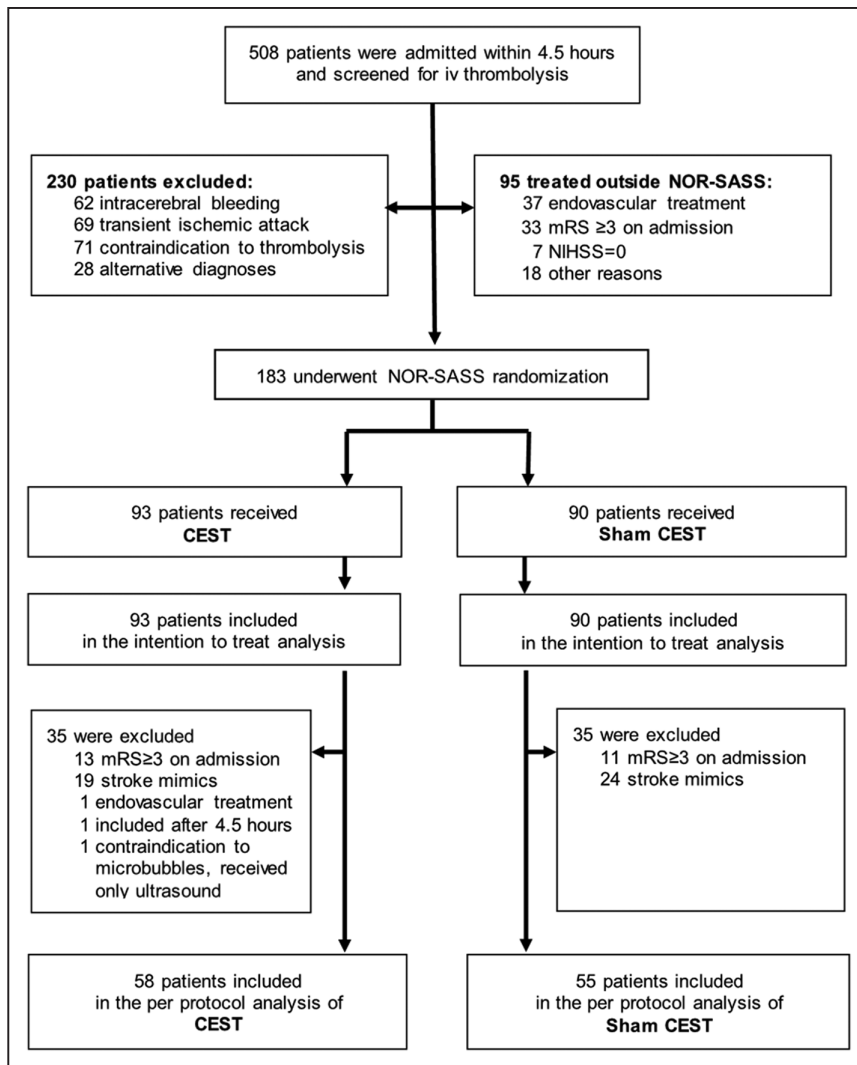 508 patients were admitted within 4.5 hours
and screened for iv thrombolysis
230 patients excluded:
62 intracerebral bleeding
69 transient ischemic attack
71 contraindication to thrombolysis
28 alternative diagnoses
95 treated outside NOR-SASS:
37 endovascular treatment
33 mRS ≥3 on admission
7 NIHSS=0
18 other reasons
183 underwent NOR-SASS randomization
93 patients received
CEST
90 patients received
Sham CEST
93 patients included
in the intention to treat analysis
90 patients included
in the intention to treat analysis
35 were excluded
13 mRS≥3 on admission
19 stroke mimics
1 endovascular treatment
1 included after 4.5 hours
1 contraindication to
microbubbles, received
only ultrasound
35 were excluded
11 mRS≥3 on admission
24 stroke mimics
58 patients included
in the per protocol analysis of
CEST
55 patients included
in the per protocol analysis of
Sham CEST